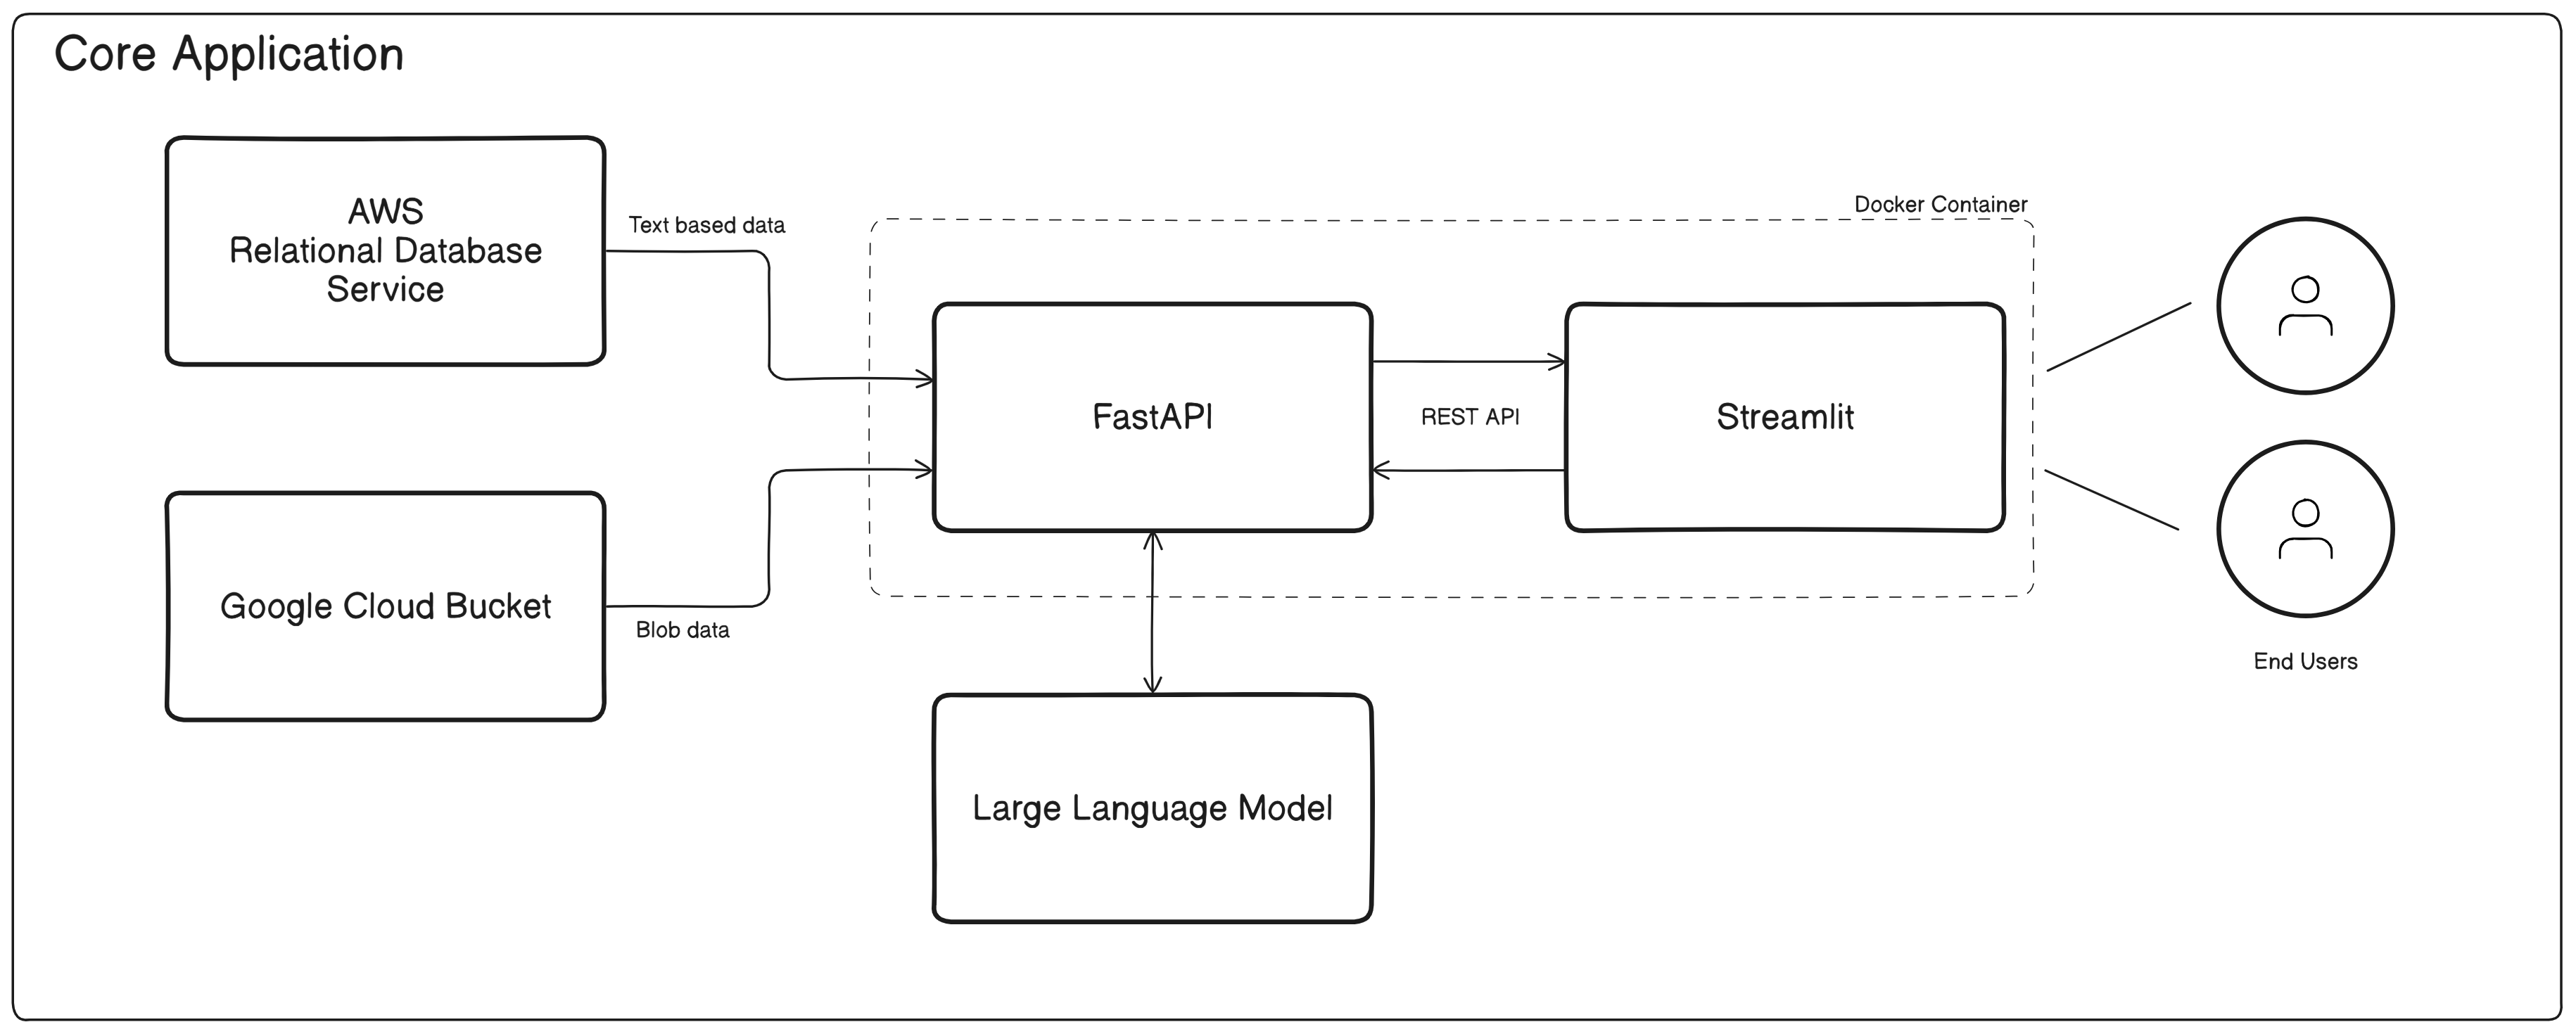 Core Application
AWS
Relational Database
Service
Text based data
Docker Container
FastAPI
REST API
Streamlit
Google Cloud Bucket
Blob data
End Users
Large Language Model